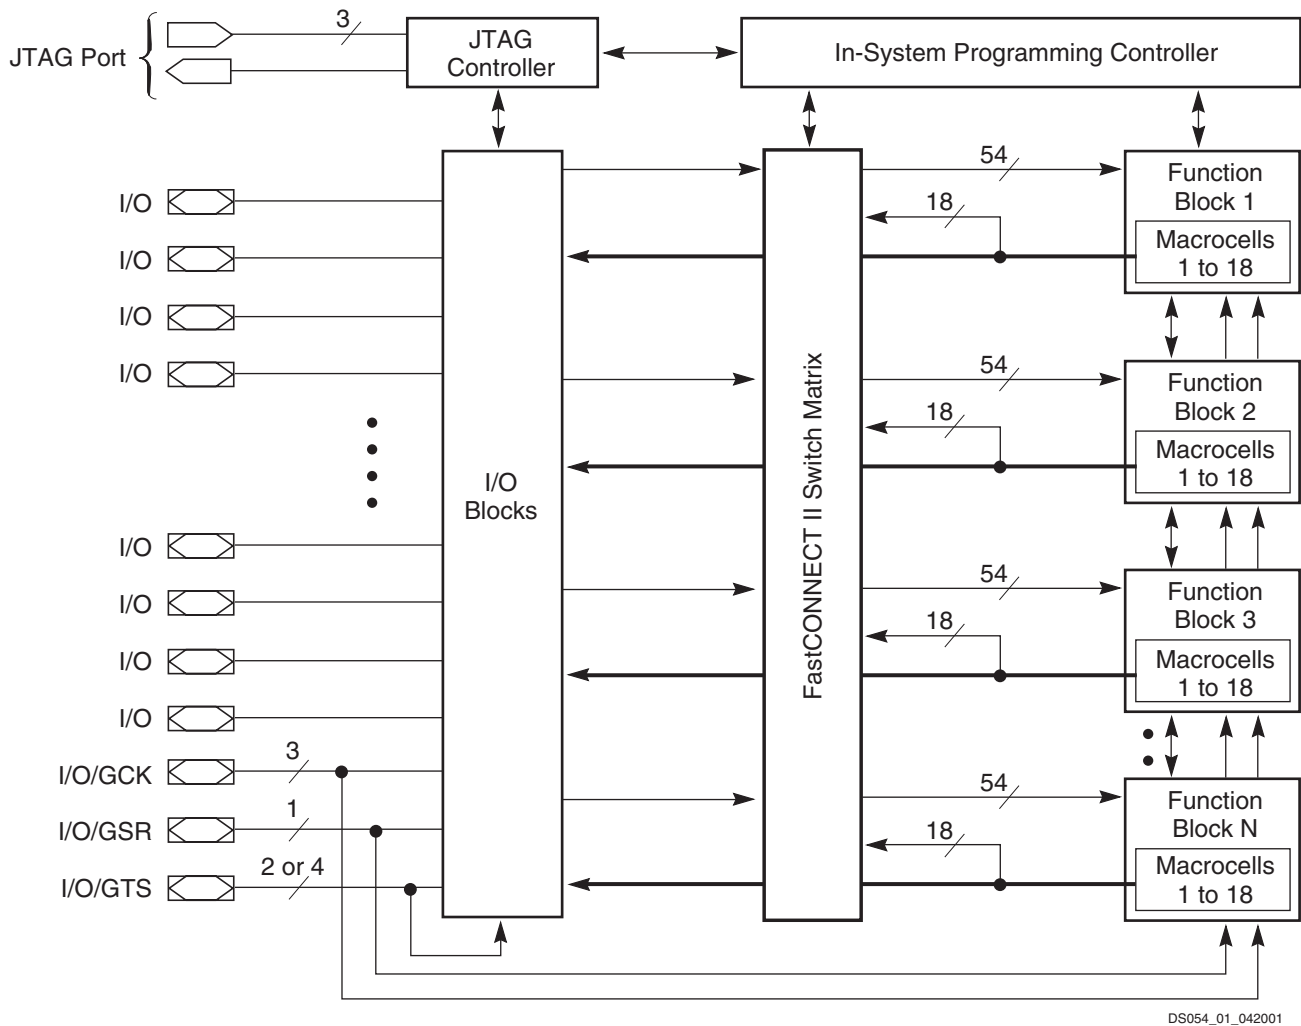 JTAG Port
3
JTAG
Controller
In-System Programming Controller
I/O
I/O
I/O
I/O
I/O
I/O
I/O
I/O
I/O/GCK
3
I/O/GSR
1
I/O/GTS
2 or 4
I/O
Blocks
FastCONNECT II Switch Matrix
54
18
Function
Block 1
Macrocells
1 to 18
54
18
Function
Block 2
Macrocells
1 to 18
54
18
Function
Block 3
Macrocells
1 to 18
54
18
Function
Block N
Macrocells
1 to 18
DS054_01_042001